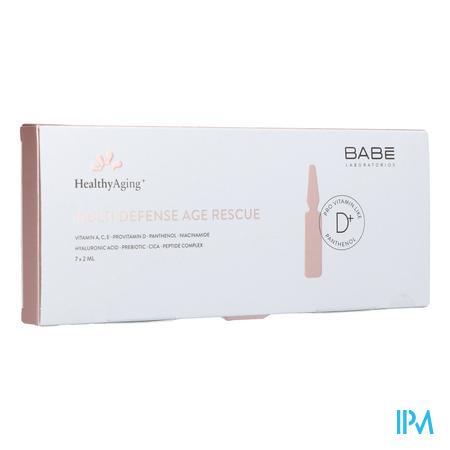 BABÉ
LABORATORIOS
HealthyAging+
MULTI DEFENSE AGE RESCUE
VITAMIN A, C, E · PROVITAMIN D · PANTHENOL · NIACINAMIDE
HYALURONIC ACID · PREBIOTIC · CICA · PEPTIDE COMPLEX
7 x 2 ML
PRO VITAMIN LIKE
D+
PANTHENOL
IPM